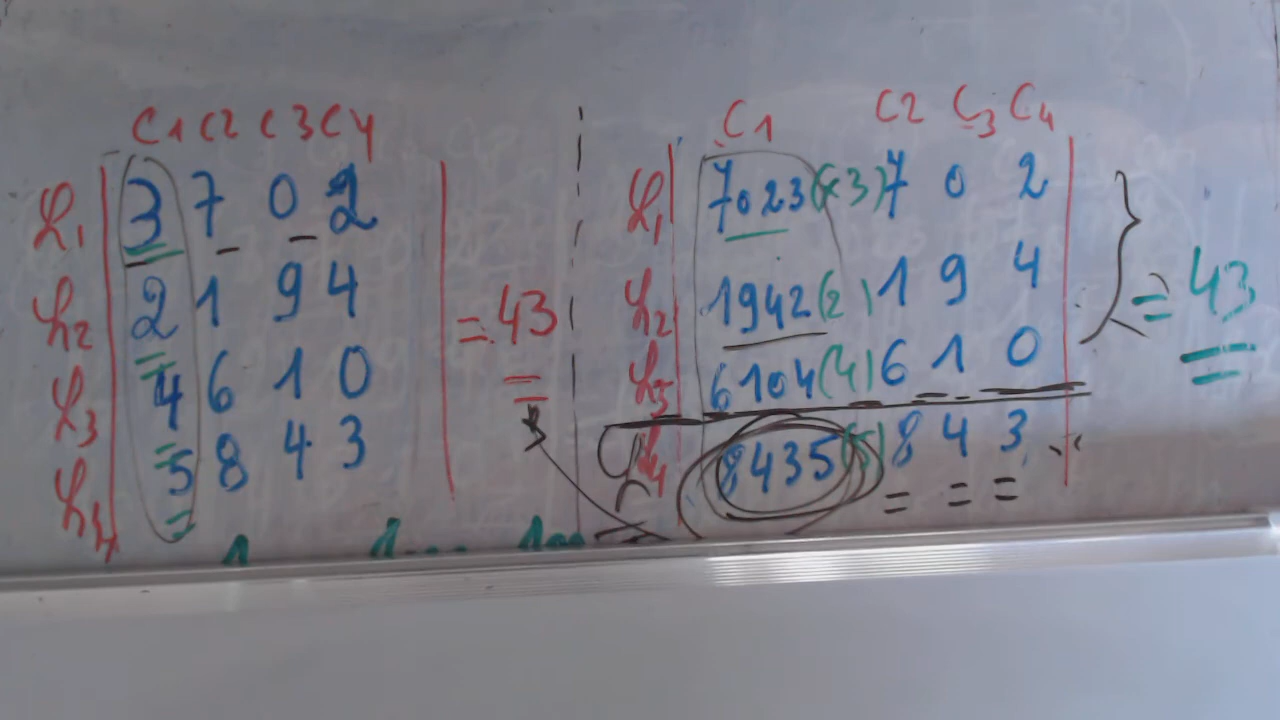 C1 C2 C3 C4
L1 3 7 0 2
L2 2 1 9 4
L3 4 6 1 0
L4 5 8 4 3
= 43
C1 C2 C3 C4
L1 7023(×3) 7 0 2
L2 1942(2) 1 9 4
L3 6104(4) 6 1 0
L4 8435(5) 8 4 3
= 43